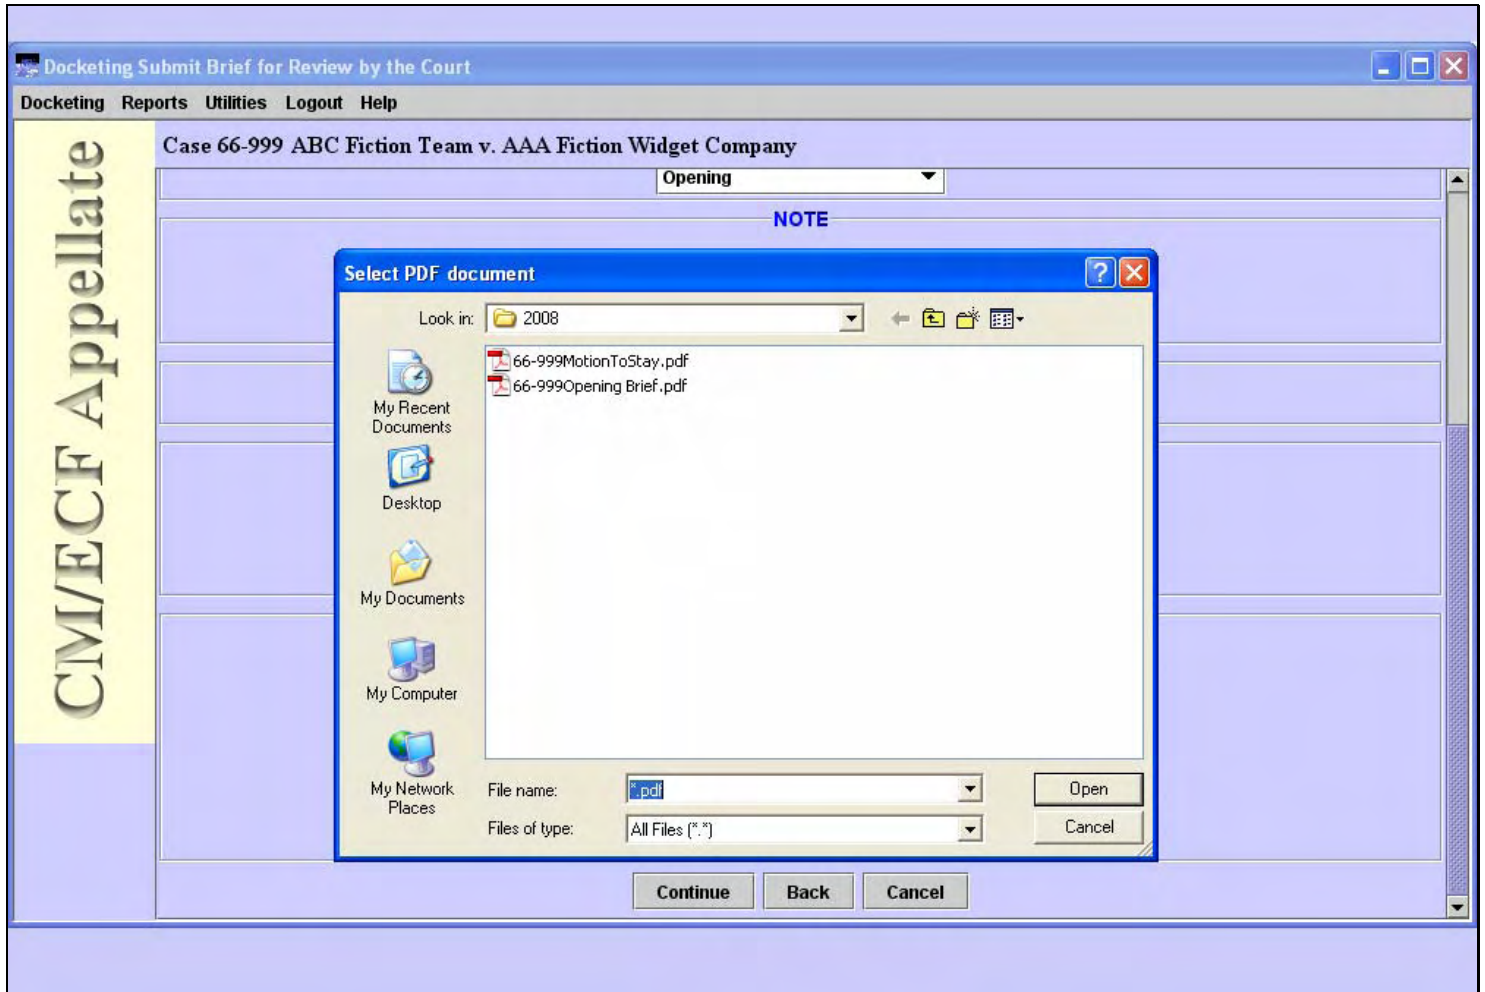 Docketing Submit Brief for Review by the Court
Docketing Reports Utilities Logout Help
CM/ECF Appellate
Case 66-999 ABC Fiction Team v. AAA Fiction Widget Company
Opening
NOTE
Select PDF document
Look in: 2008
66-999MotionToStay.pdf
66-999Opening Brief.pdf
My Recent
Documents
Desktop
My Documents
My Computer
My Network
Places
File name: *.pdf Open
Files of type: All Files (*.*) Cancel
Continue Back Cancel